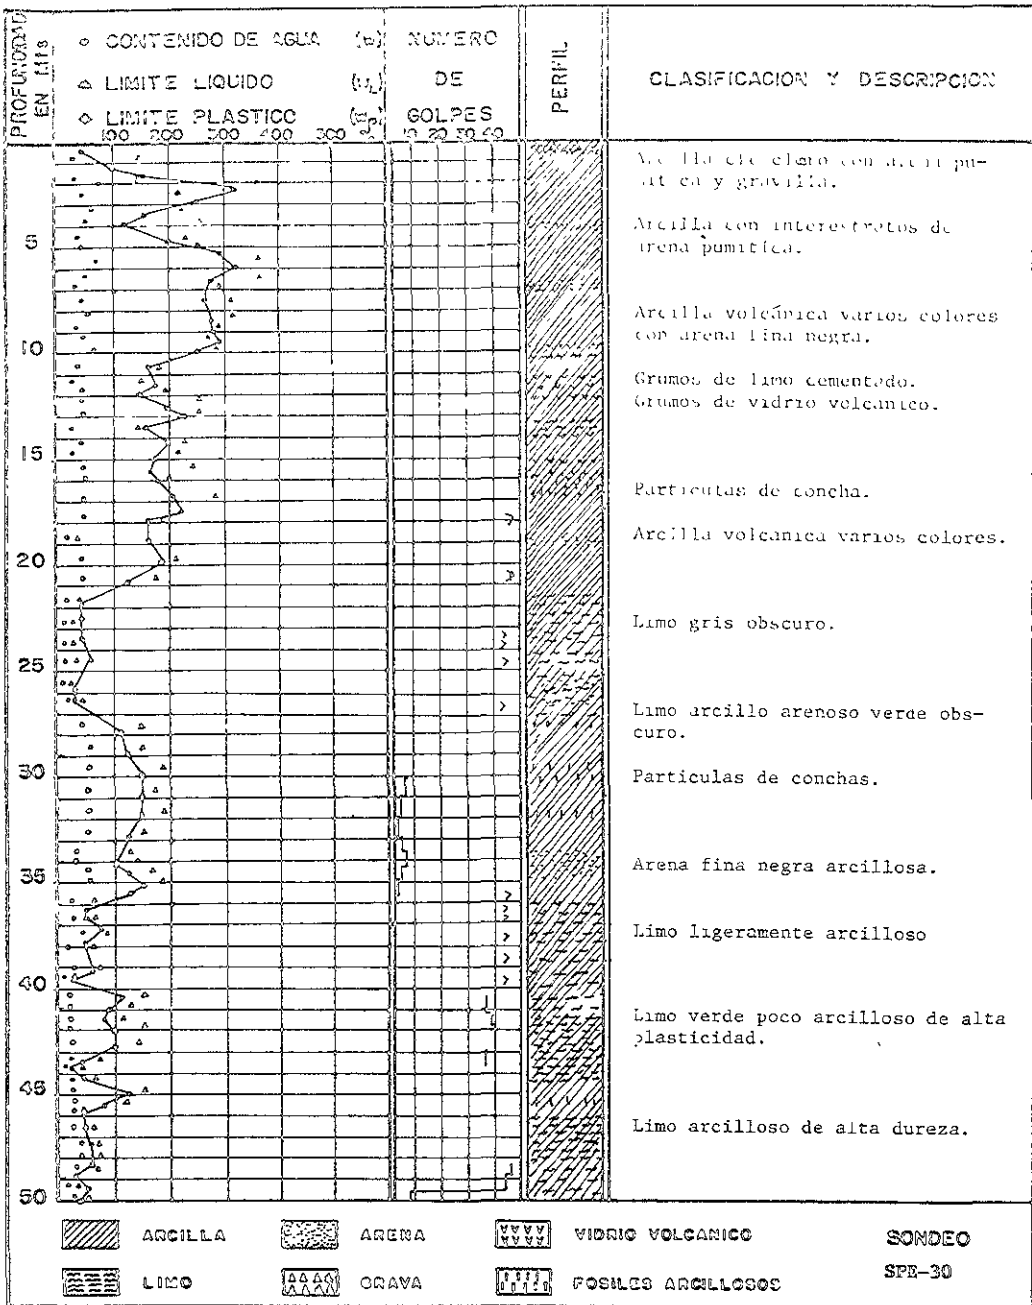 PROFUNDIDAD
EN Mts
○ CONTENIDO DE AGUA (w)
△ LIMITE LIQUIDO (wL)
◇ LIMITE PLASTICO (wp)
100 200 300
NUMERO
DE
GOLPES
10 20 30 40
PERFIL
CLASIFICACION Y DESCRIPCION
con
y gravilla.
Arcilla con interestratos de
arena pumitica.
Arcilla volcánica varios colores
con arena fina negra.
Grumos de limo cementado.
Grumos de vidrio volcanico.
Particulas de concha.
Arcilla volcanica varios colores.
Limo gris obscuro.
Limo arcillo arenoso verde obs-
curo.
Particulas de conchas.
Arena fina negra arcillosa.
Limo ligeramente arcilloso
Limo verde poco arcilloso de alta
plasticidad.
Limo arcilloso de alta dureza.
5
10
15
20
25
30
35
40
45
50
ARCILLA
ARENA
VIDRIO VOLCANICO
LIMO
GRAVA
FOSILES ARCILLOSOS
SONDEO
SPE-30